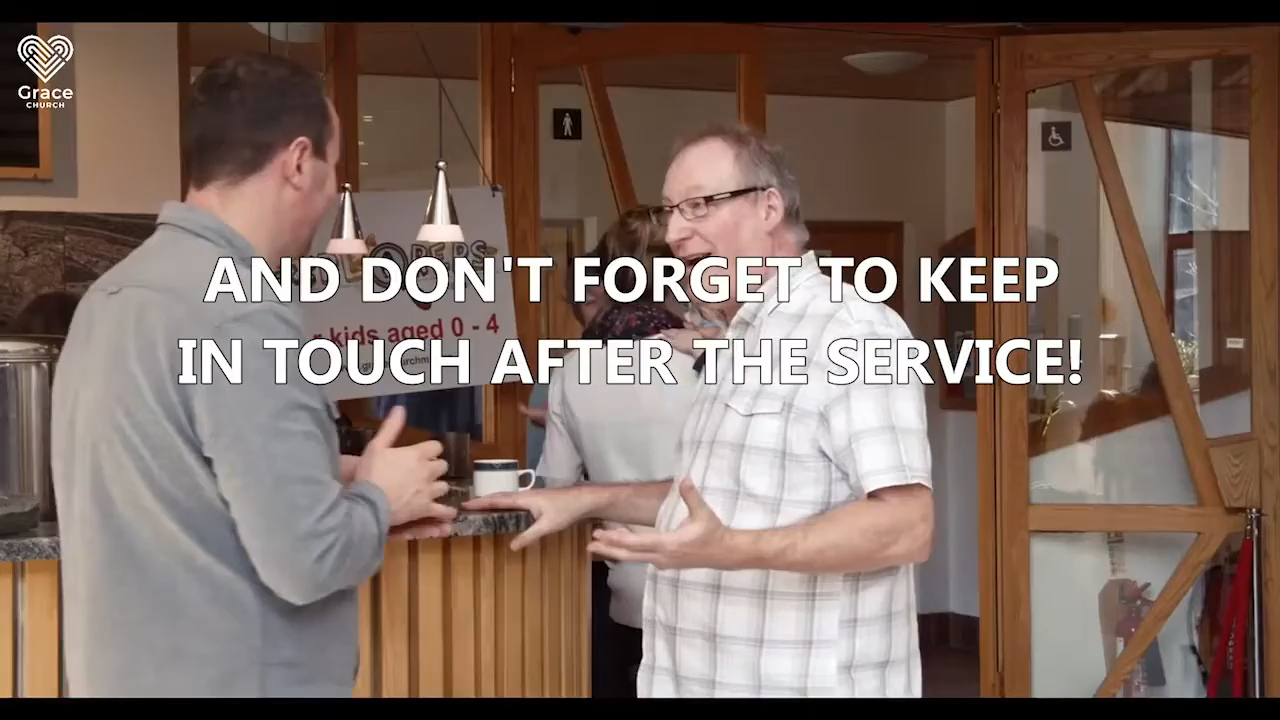 Grace
CHURCH
AND DON'T FORGET TO KEEP
IN TOUCH AFTER THE SERVICE!
kids aged 0 - 4